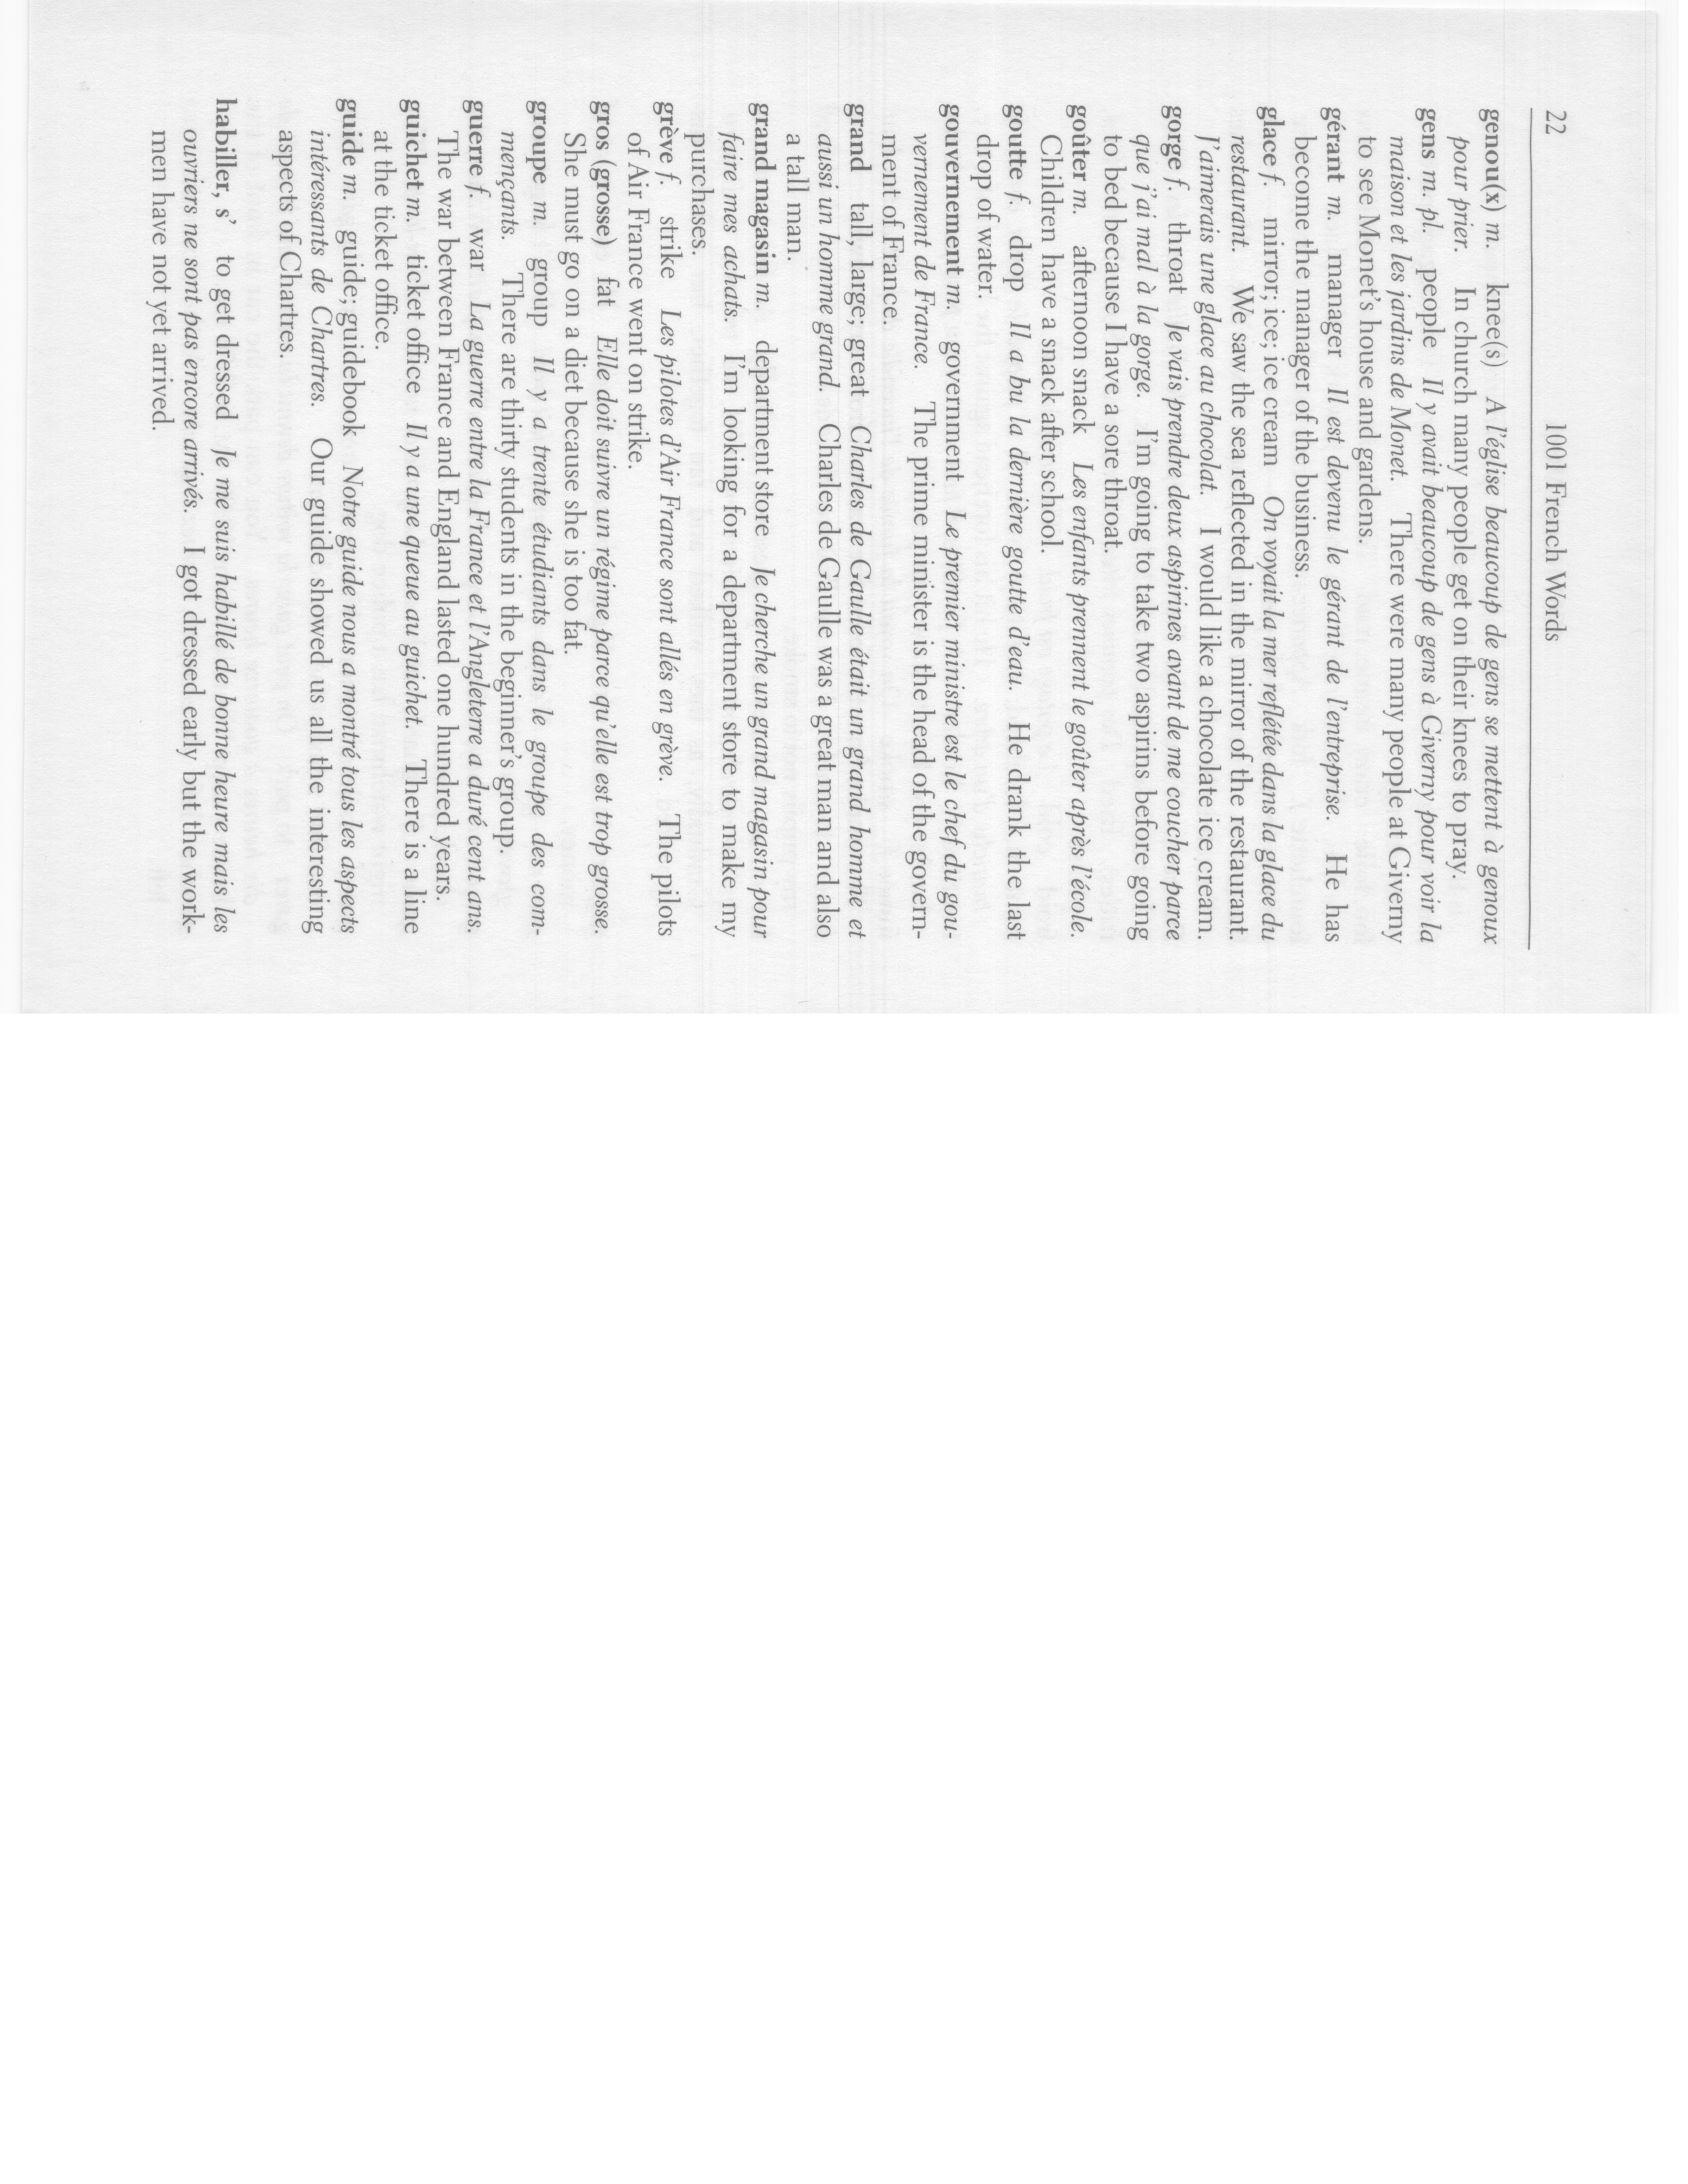 22 1001 French Words
genou(x) m. knee(s) A l'église beaucoup de gens se mettent à genoux
pour prier. In church many people get on their knees to pray.
gens m. pl. people Il y avait beaucoup de gens à Giverny pour voir la
maison et les jardins de Monet. There were many people at Giverny
to see Monet's house and gardens.
gérant m. manager Il est devenu le gérant de l'entreprise. He has
become the manager of the business.
glace f. mirror; ice; ice cream On voyait la mer reflétée dans la glace du
restaurant. We saw the sea reflected in the mirror of the restaurant.
J'aimerais une glace au chocolat. I would like a chocolate ice cream.
gorge f. throat Je vais prendre deux aspirines avant de me coucher parce
que j'ai mal à la gorge. I'm going to take two aspirins before going
to bed because I have a sore throat.
goûter m. afternoon snack Les enfants prennent le goûter après l'école.
Children have a snack after school.
goutte f. drop Il a bu la dernière goutte d'eau. He drank the last
drop of water.
gouvernement m. government Le premier ministre est le chef du gou-
vernement de France. The prime minister is the head of the govern-
ment of France.
grand tall, large; great Charles de Gaulle était un grand homme et
aussi un homme grand. Charles de Gaulle was a great man and also
a tall man.
grand magasin m. department store Je cherche un grand magasin pour
faire mes achats. I'm looking for a department store to make my
purchases.
grève f. strike Les pilotes d'Air France sont allés en grève. The pilots
of Air France went on strike.
gros (grosse) fat Elle doit suivre un régime parce qu'elle est trop grosse.
She must go on a diet because she is too fat.
groupe m. group Il y a trente étudiants dans le groupe des com-
mençants. There are thirty students in the beginner's group.
guerre f. war La guerre entre la France et l'Angleterre a duré cent ans.
The war between France and England lasted one hundred years.
guichet m. ticket office Il y a une queue au guichet. There is a line
at the ticket office.
guide m. guide; guidebook Notre guide nous a montré tous les aspects
intéressants de Chartres. Our guide showed us all the interesting
aspects of Chartres.
habiller, s' to get dressed Je me suis habillé de bonne heure mais les
ouvriers ne sont pas encore arrivés. I got dressed early but the work-
men have not yet arrived.